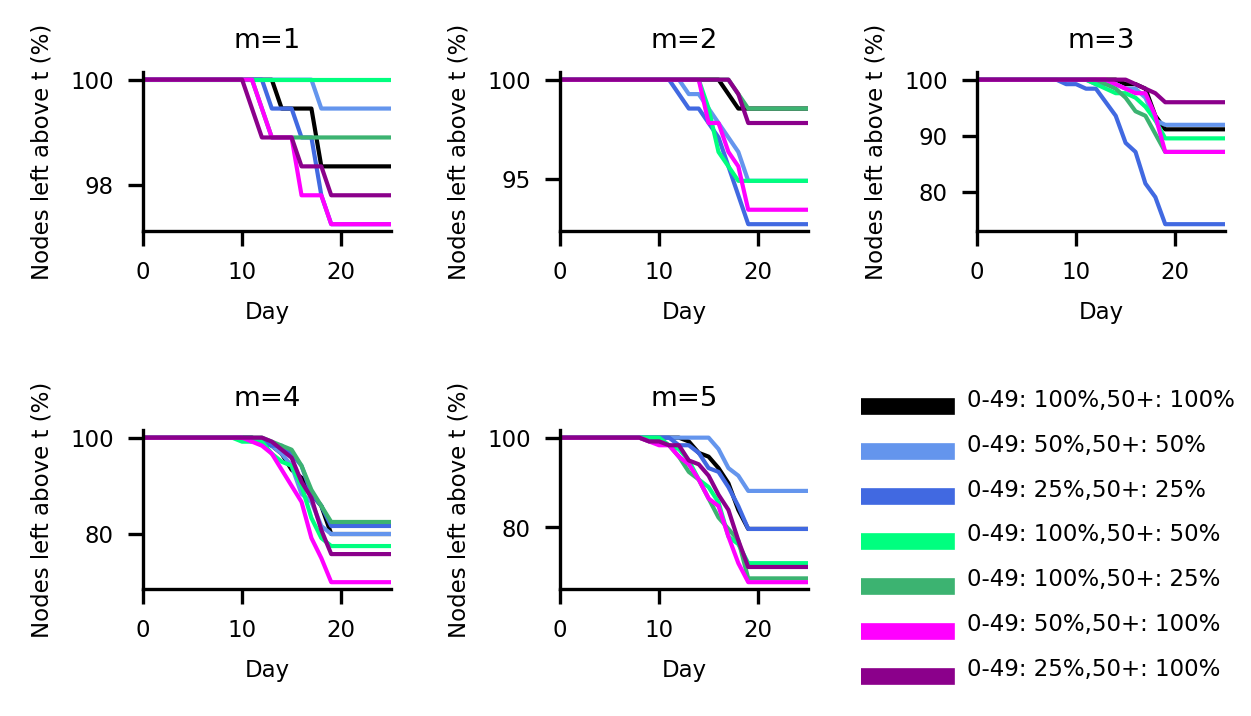 m=1
Nodes left above t (%)
100
98
0 10 20
Day
m=2
Nodes left above t (%)
100
95
0 10 20
Day
m=3
Nodes left above t (%)
100
90
80
0 10 20
Day
m=4
Nodes left above t (%)
100
80
0 10 20
Day
m=5
Nodes left above t (%)
100
80
0 10 20
Day
0-49: 100%,50+: 100%
0-49: 50%,50+: 50%
0-49: 25%,50+: 25%
0-49: 100%,50+: 50%
0-49: 100%,50+: 25%
0-49: 50%,50+: 100%
0-49: 25%,50+: 100%